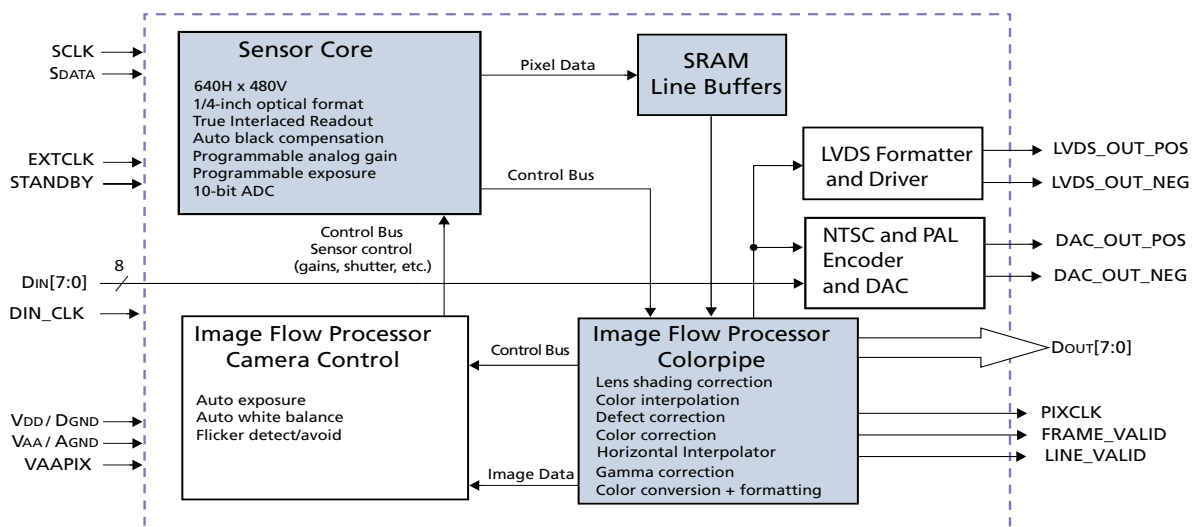 SCLK
SDATA
EXTCLK
STANDBY
DIN[7:0]
8
DIN_CLK
VDD / DGND
VAA / AGND
VAAPIX
Sensor Core
640H x 480V
1/4-inch optical format
True Interlaced Readout
Auto black compensation
Programmable analog gain
Programmable exposure
10-bit ADC
Pixel Data
SRAM
Line Buffers
Control Bus
LVDS Formatter
and Driver
LVDS_OUT_POS
LVDS_OUT_NEG
Control Bus
Sensor control
(gains, shutter, etc.)
NTSC and PAL
Encoder
and DAC
DAC_OUT_POS
DAC_OUT_NEG
Image Flow Processor
Camera Control
Auto exposure
Auto white balance
Flicker detect/avoid
Control Bus
Image Data
Image Flow Processor
Colorpipe
Lens shading correction
Color interpolation
Defect correction
Color correction
Horizontal Interpolator
Gamma correction
Color conversion + formatting
DOUT[7:0]
PIXCLK
FRAME_VALID
LINE_VALID